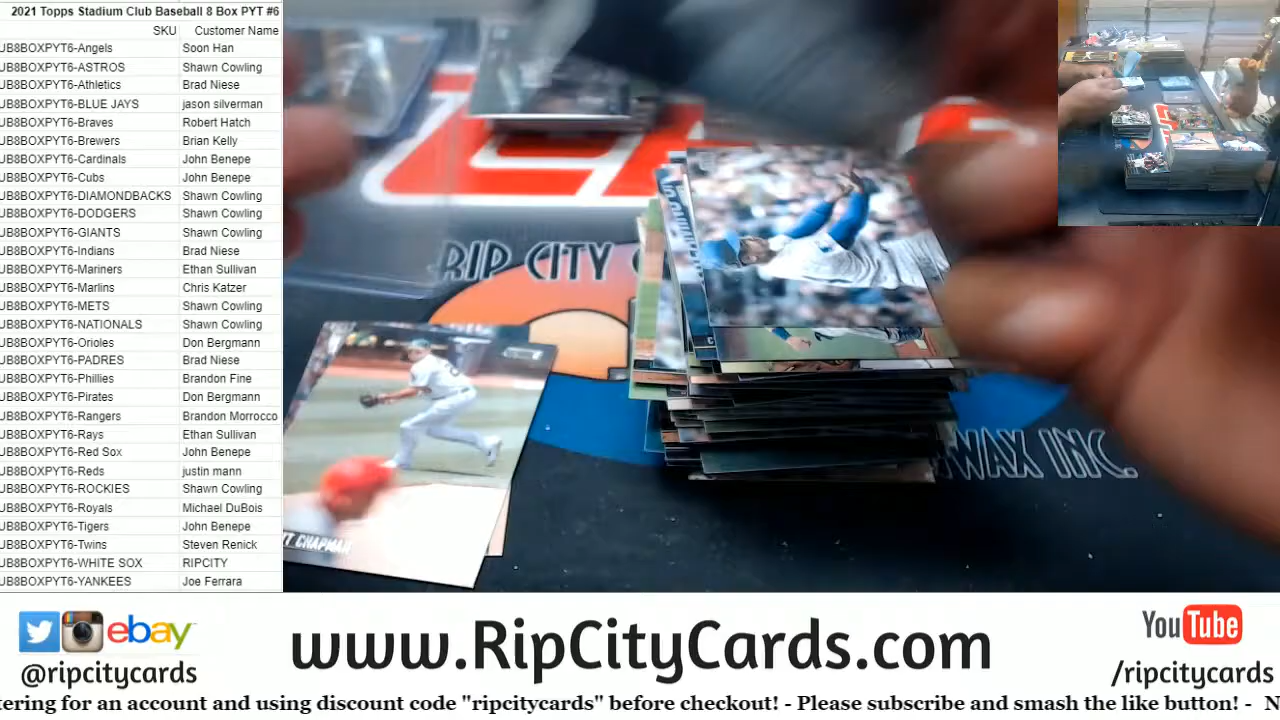 2021 Topps Stadium Club Baseball 8 Box PYT #6
SKU Customer Name
UB8BOXPYT6-Angels Soon Han
UB8BOXPYT6-ASTROS Shawn Cowling
UB8BOXPYT6-Athletics Brad Niese
UB8BOXPYT6-BLUE JAYS jason silverman
UB8BOXPYT6-Braves Robert Hatch
UB8BOXPYT6-Brewers Brian Kelly
UB8BOXPYT6-Cardinals John Benepe
UB8BOXPYT6-Cubs John Benepe
UB8BOXPYT6-DIAMONDBACKS Shawn Cowling
UB8BOXPYT6-DODGERS Shawn Cowling
UB8BOXPYT6-GIANTS Shawn Cowling
UB8BOXPYT6-Indians Brad Niese
UB8BOXPYT6-Mariners Ethan Sullivan
UB8BOXPYT6-Marlins Chris Katzer
UB8BOXPYT6-METS Shawn Cowling
UB8BOXPYT6-NATIONALS Shawn Cowling
UB8BOXPYT6-Orioles Don Bergmann
UB8BOXPYT6-PADRES Brad Niese
UB8BOXPYT6-Phillies Brandon Fine
UB8BOXPYT6-Pirates Don Bergmann
UB8BOXPYT6-Rangers Brandon Morrocco
UB8BOXPYT6-Rays Ethan Sullivan
UB8BOXPYT6-Red Sox John Benepe
UB8BOXPYT6-Reds justin mann
UB8BOXPYT6-ROCKIES Shawn Cowling
UB8BOXPYT6-Royals Michael DuBois
UB8BOXPYT6-Tigers John Benepe
UB8BOXPYT6-Twins Steven Renick
UB8BOXPYT6-WHITE SOX RIPCITY
UB8BOXPYT6-YANKEES Joe Ferrara
RIP CITY
WAX INC.
TT CHAPMAN
ebay
@ripcitycards
www.RipCityCards.com
YouTube
/ripcitycards
tering for an account and using discount code "ripcitycards" before checkout! - Please subscribe and smash the like button! - N